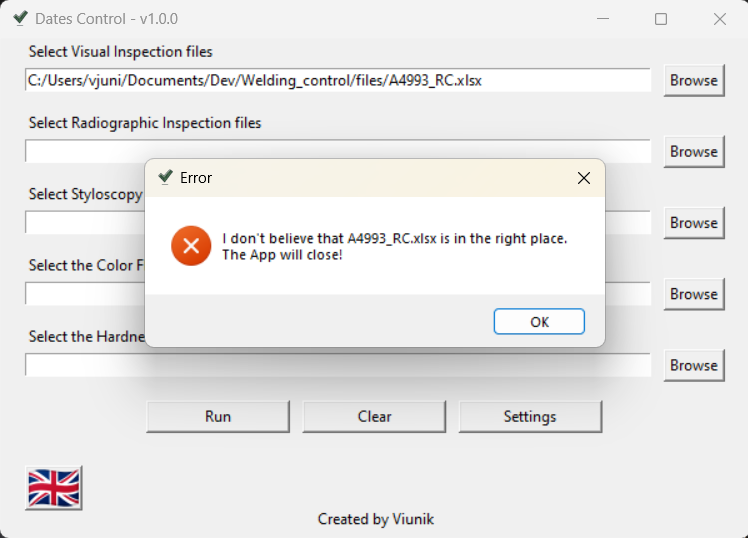 Dates Control - v1.0.0
Select Visual Inspection files
C:/Users/vjuni/Documents/Dev/Welding_control/files/A4993_RC.xlsx
Browse
Select Radiographic Inspection files
Browse
Select Styloscopy
Browse
Select the Color F
Browse
Select the Hardne
Browse
Error
I don't believe that A4993_RC.xlsx is in the right place.
The App will close!
OK
Run
Clear
Settings
Created by Viunik